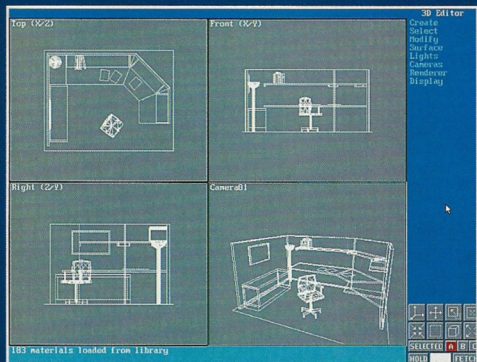 3D Editor
Top (X/Z)
Front (X/Y)
Create
Select
Modify
Surface
Lights
Cameras
Renderer
Display
Right (Z/Y)
Camera01
183 materials loaded from library
SELECTED A B C
HOLD FETCH